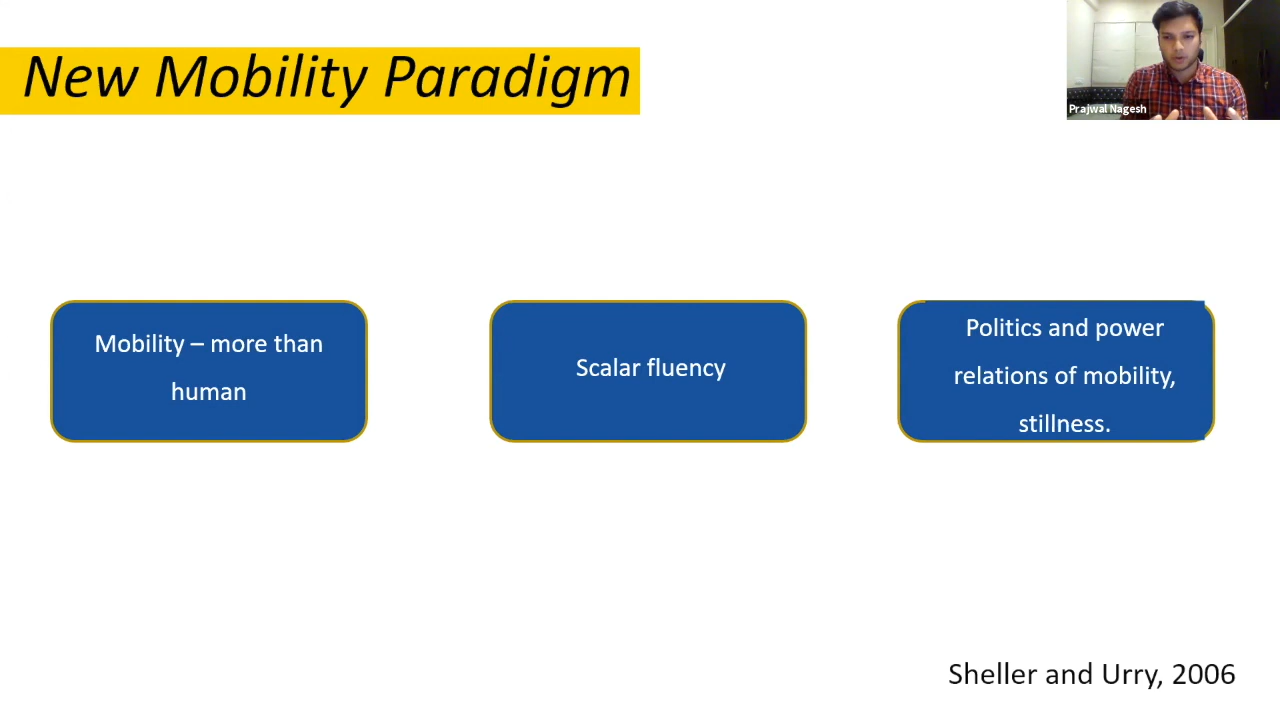 New Mobility Paradigm
Prajwal Nagesh
Mobility – more than
human
Scalar fluency
Politics and power
relations of mobility,
stillness.
Sheller and Urry, 2006